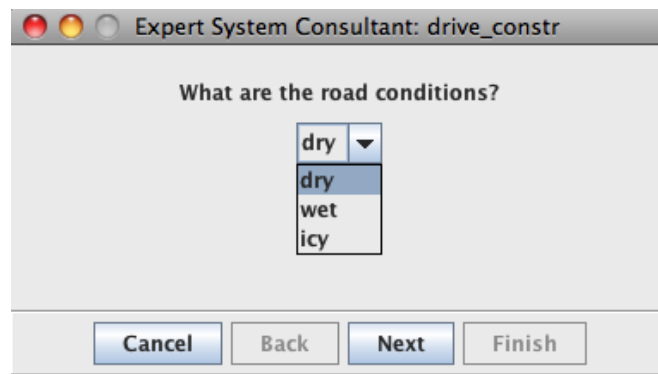 Expert System Consultant: drive_constr
What are the road conditions?
dry
dry
wet
icy
Cancel Back Next Finish